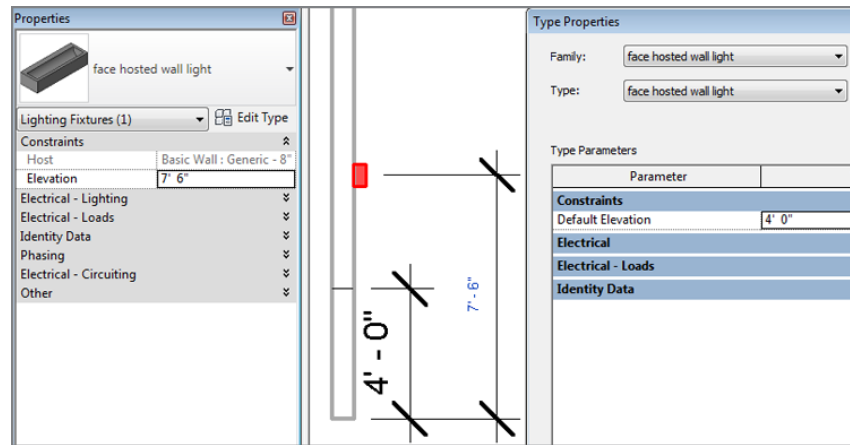 Properties
face hosted wall light
Lighting Fixtures (1)
Edit Type
Constraints
Host Basic Wall : Generic - 8"
Elevation 7' 6"
Electrical - Lighting
Electrical - Loads
Identity Data
Phasing
Electrical - Circuiting
Other
4' - 0"
7' - 6"
Type Properties
Family: face hosted wall light
Type: face hosted wall light
Type Parameters
Parameter
Constraints
Default Elevation 4' 0"
Electrical
Electrical - Loads
Identity Data